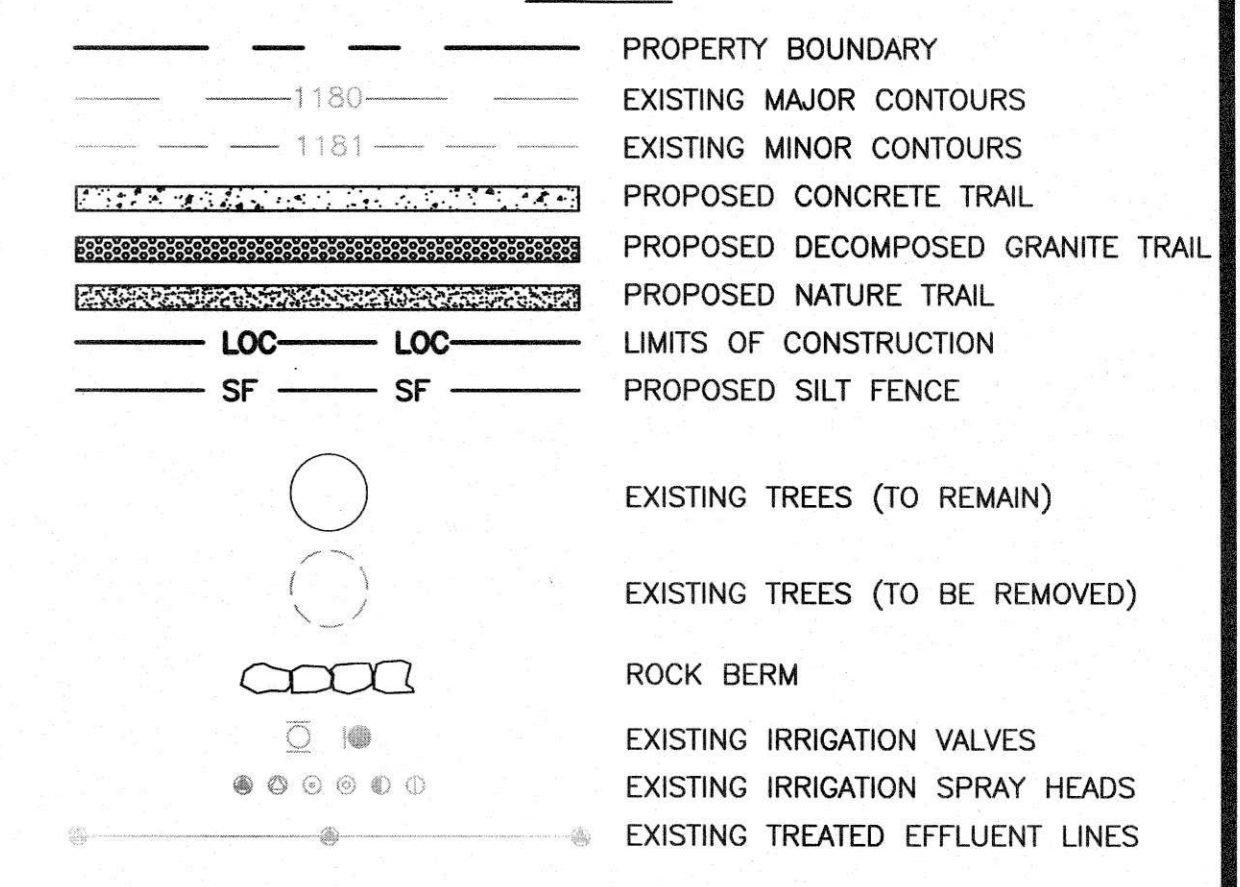 PROPERTY BOUNDARY
1180 EXISTING MAJOR CONTOURS
1181 EXISTING MINOR CONTOURS
PROPOSED CONCRETE TRAIL
PROPOSED DECOMPOSED GRANITE TRAIL
PROPOSED NATURE TRAIL
LOC LOC LIMITS OF CONSTRUCTION
SF SF PROPOSED SILT FENCE
EXISTING TREES (TO REMAIN)
EXISTING TREES (TO BE REMOVED)
ROCK BERM
EXISTING IRRIGATION VALVES
EXISTING IRRIGATION SPRAY HEADS
EXISTING TREATED EFFLUENT LINES